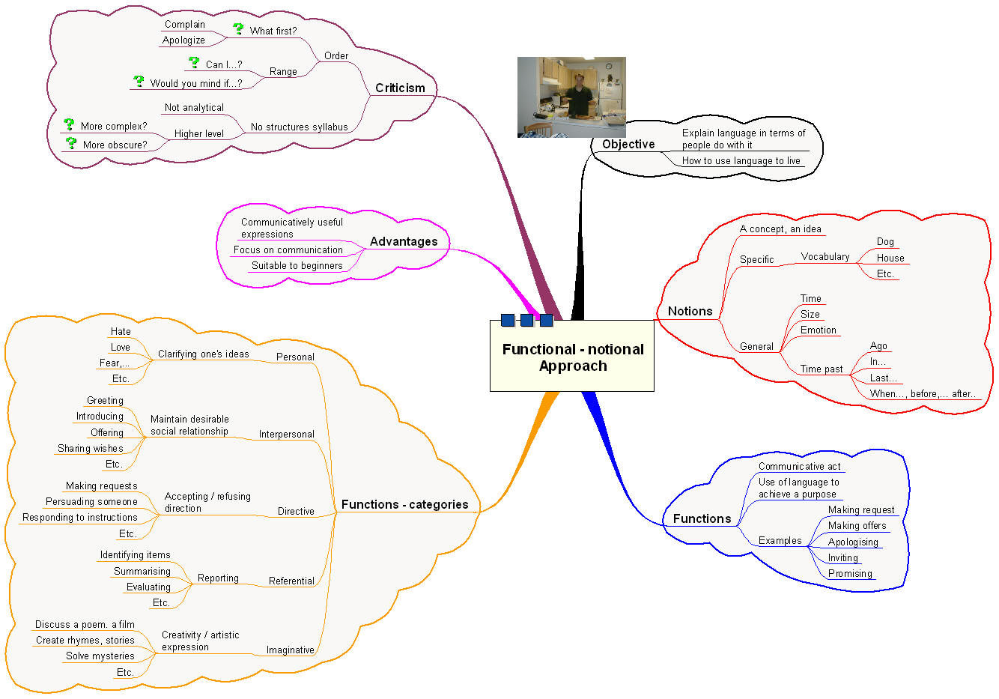 Functional - notional
Approach
Objective
Explain language in terms of
people do with it
How to use language to live
Notions
A concept, an idea
Specific
Vocabulary
Dog
House
Etc.
General
Time
Size
Emotion
Time past
Ago
In...
Last...
When..., before,... after..
Functions
Communicative act
Use of language to
achieve a purpose
Examples
Making request
Making offers
Apologising
Inviting
Promising
Functions - categories
Personal
Clarifying one's ideas
Hate
Love
Fear,...
Etc.
Interpersonal
Maintain desirable
social relationship
Greeting
Introducing
Offering
Sharing wishes
Etc.
Directive
Accepting / refusing
direction
Making requests
Persuading someone
Responding to instructions
Etc.
Referential
Reporting
Identifying items
Summarising
Evaluating
Etc.
Imaginative
Creativity / artistic
expression
Discuss a poem. a film
Create rhymes, stories
Solve mysteries
Etc.
Advantages
Communicatively useful
expressions
Focus on communication
Suitable to beginners
Criticism
Order
What first?
Complain
Apologize
Range
Can I...?
Would you mind if...?
No structures syllabus
Not analytical
Higher level
More complex?
More obscure?